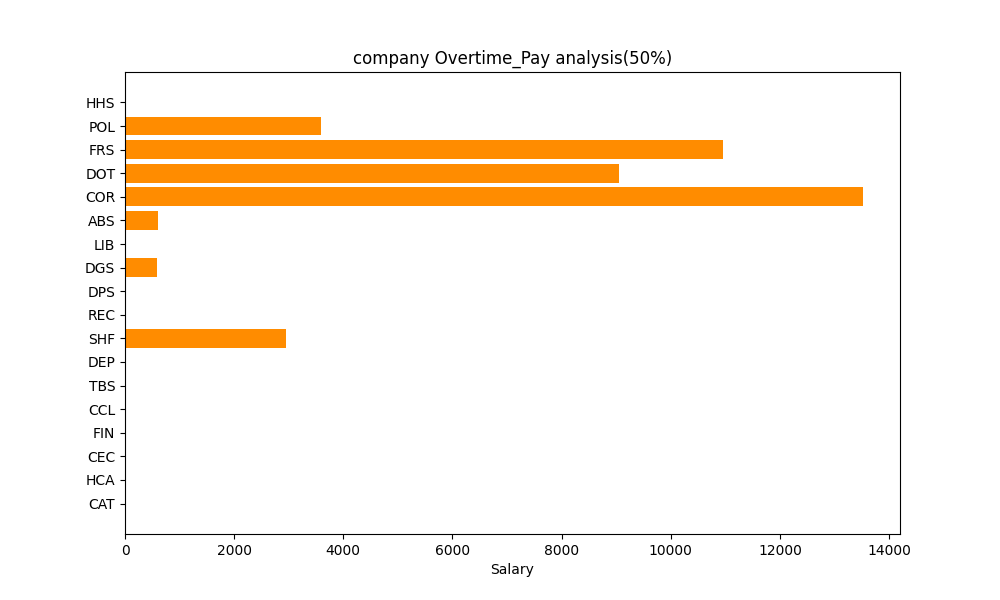 company Overtime_Pay analysis(50%)
HHS
POL
FRS
DOT
COR
ABS
LIB
DGS
DPS
REC
SHF
DEP
TBS
CCL
FIN
CEC
HCA
CAT
0 2000 4000 6000 8000 10000 12000 14000
Salary